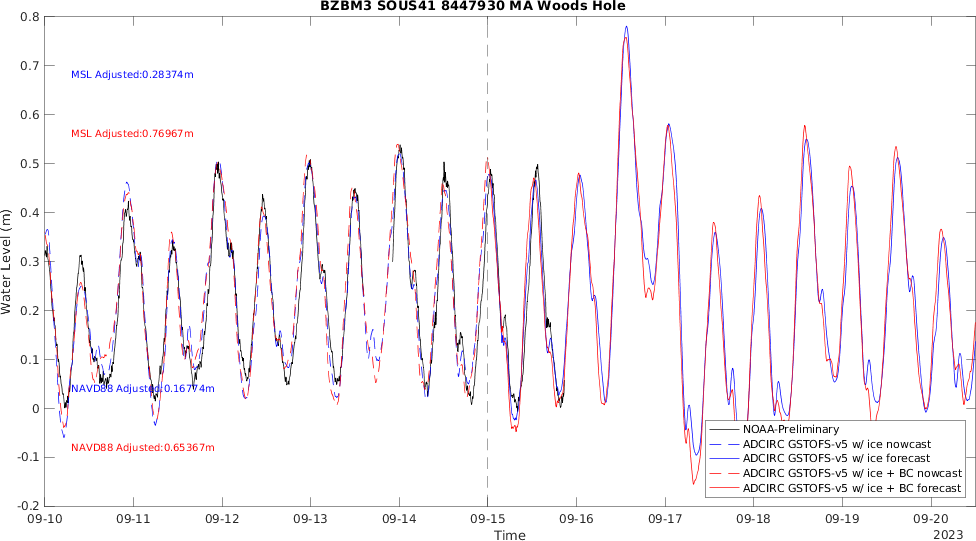 BZBM3 SOUS41 8447930 MA Woods Hole
0.8
0.7
0.6
0.5
0.4
0.3
0.2
0.1
0
-0.1
-0.2
Water Level (m)
MSL Adjusted:0.28374m
MSL Adjusted:0.76967m
NAVD88 Adjusted:0.16774m
NAVD88 Adjusted:0.65367m
NOAA-Preliminary
ADCIRC GSTOFS-v5 w/ ice nowcast
ADCIRC GSTOFS-v5 w/ ice forecast
ADCIRC GSTOFS-v5 w/ ice + BC nowcast
ADCIRC GSTOFS-v5 w/ ice + BC forecast
09-10 09-11 09-12 09-13 09-14 09-15 09-16 09-17 09-18 09-19 09-20
Time
2023